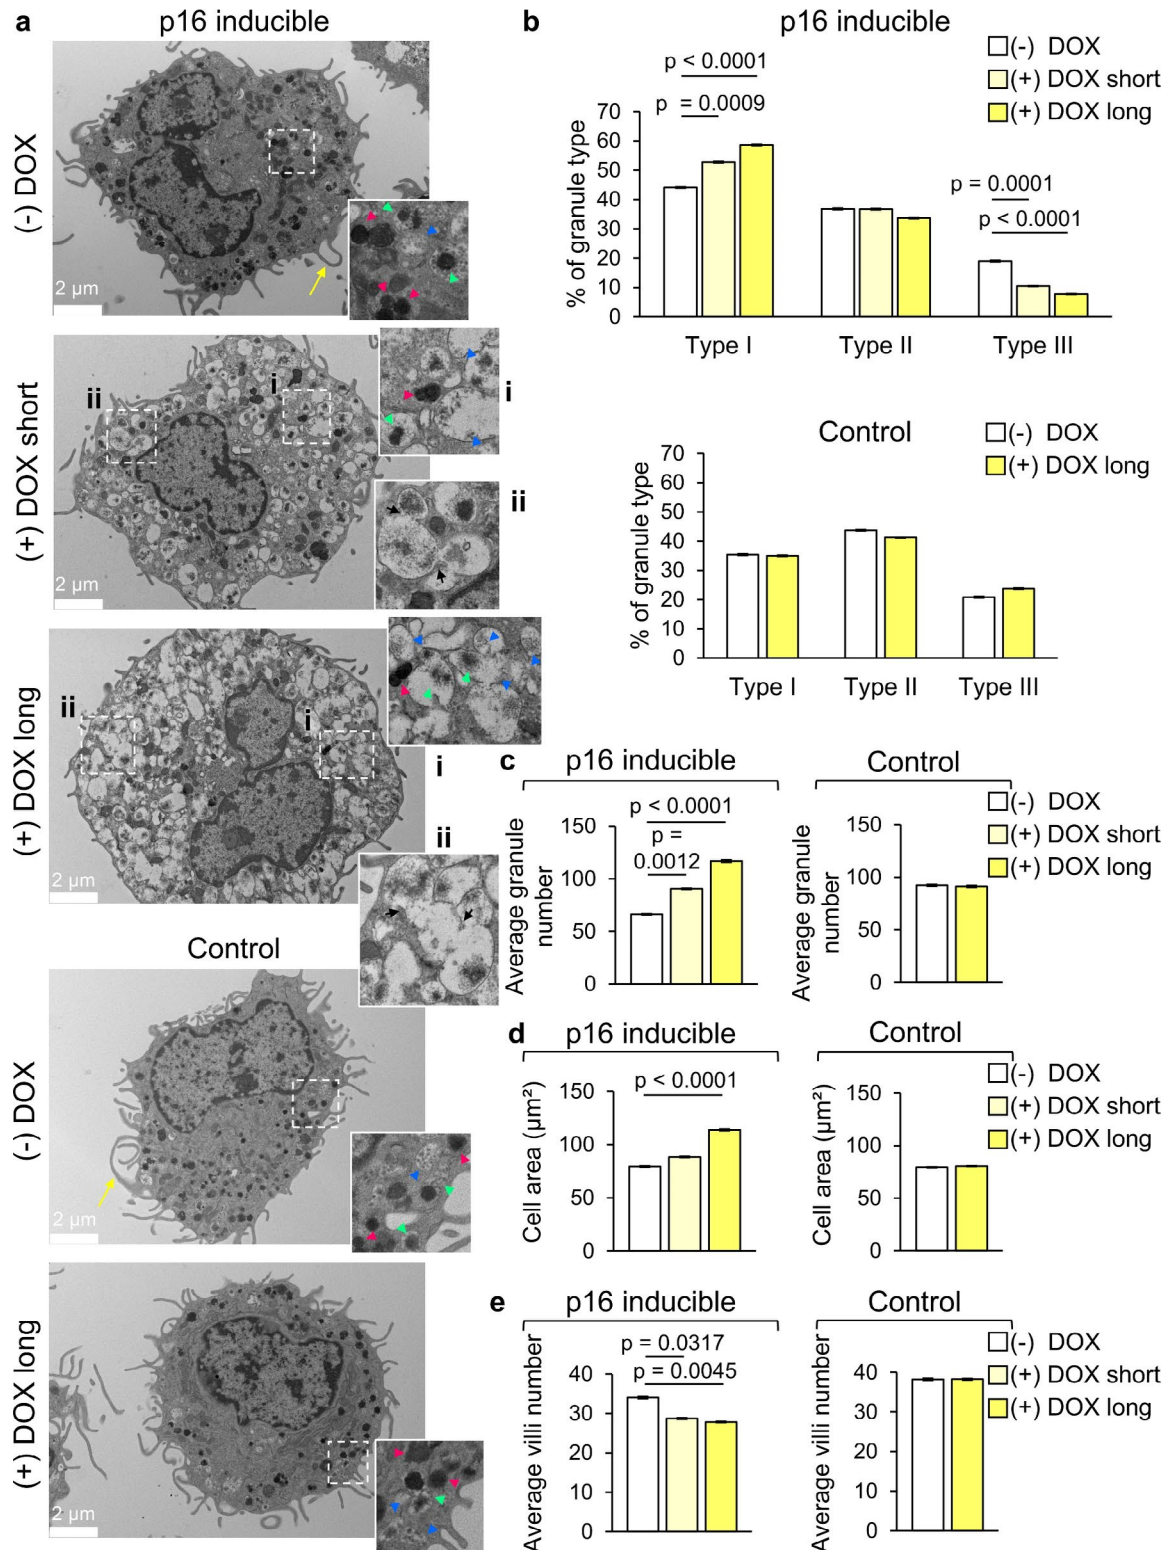 a
p16 inducible
(-) DOX
2 µm
(+) DOX short
ii
i
i
ii
2 µm
(+) DOX long
ii
i
i
ii
2 µm
Control
(-) DOX
2 µm
(+) DOX long
2 µm
b
p16 inducible
(-) DOX
(+) DOX short
(+) DOX long
p < 0.0001
p = 0.0009
p = 0.0001
p < 0.0001
% of granule type
70
60
50
40
30
20
10
0
Type I
Type II
Type III
Control
(-) DOX
(+) DOX long
% of granule type
70
60
50
40
30
20
10
0
Type I
Type II
Type III
c
p16 inducible
Control
(-) DOX
(+) DOX short
(+) DOX long
p < 0.0001
p =
0.0012
Average granule
number
150
100
50
0
Average granule
number
150
100
50
0
d
p16 inducible
Control
(-) DOX
(+) DOX short
(+) DOX long
p < 0.0001
Cell area (µm²)
150
100
50
0
Cell area (µm²)
150
100
50
0
e
p16 inducible
Control
(-) DOX
(+) DOX short
(+) DOX long
p = 0.0317
p = 0.0045
Average villi number
40
30
20
10
0
Average villi number
40
30
20
10
0